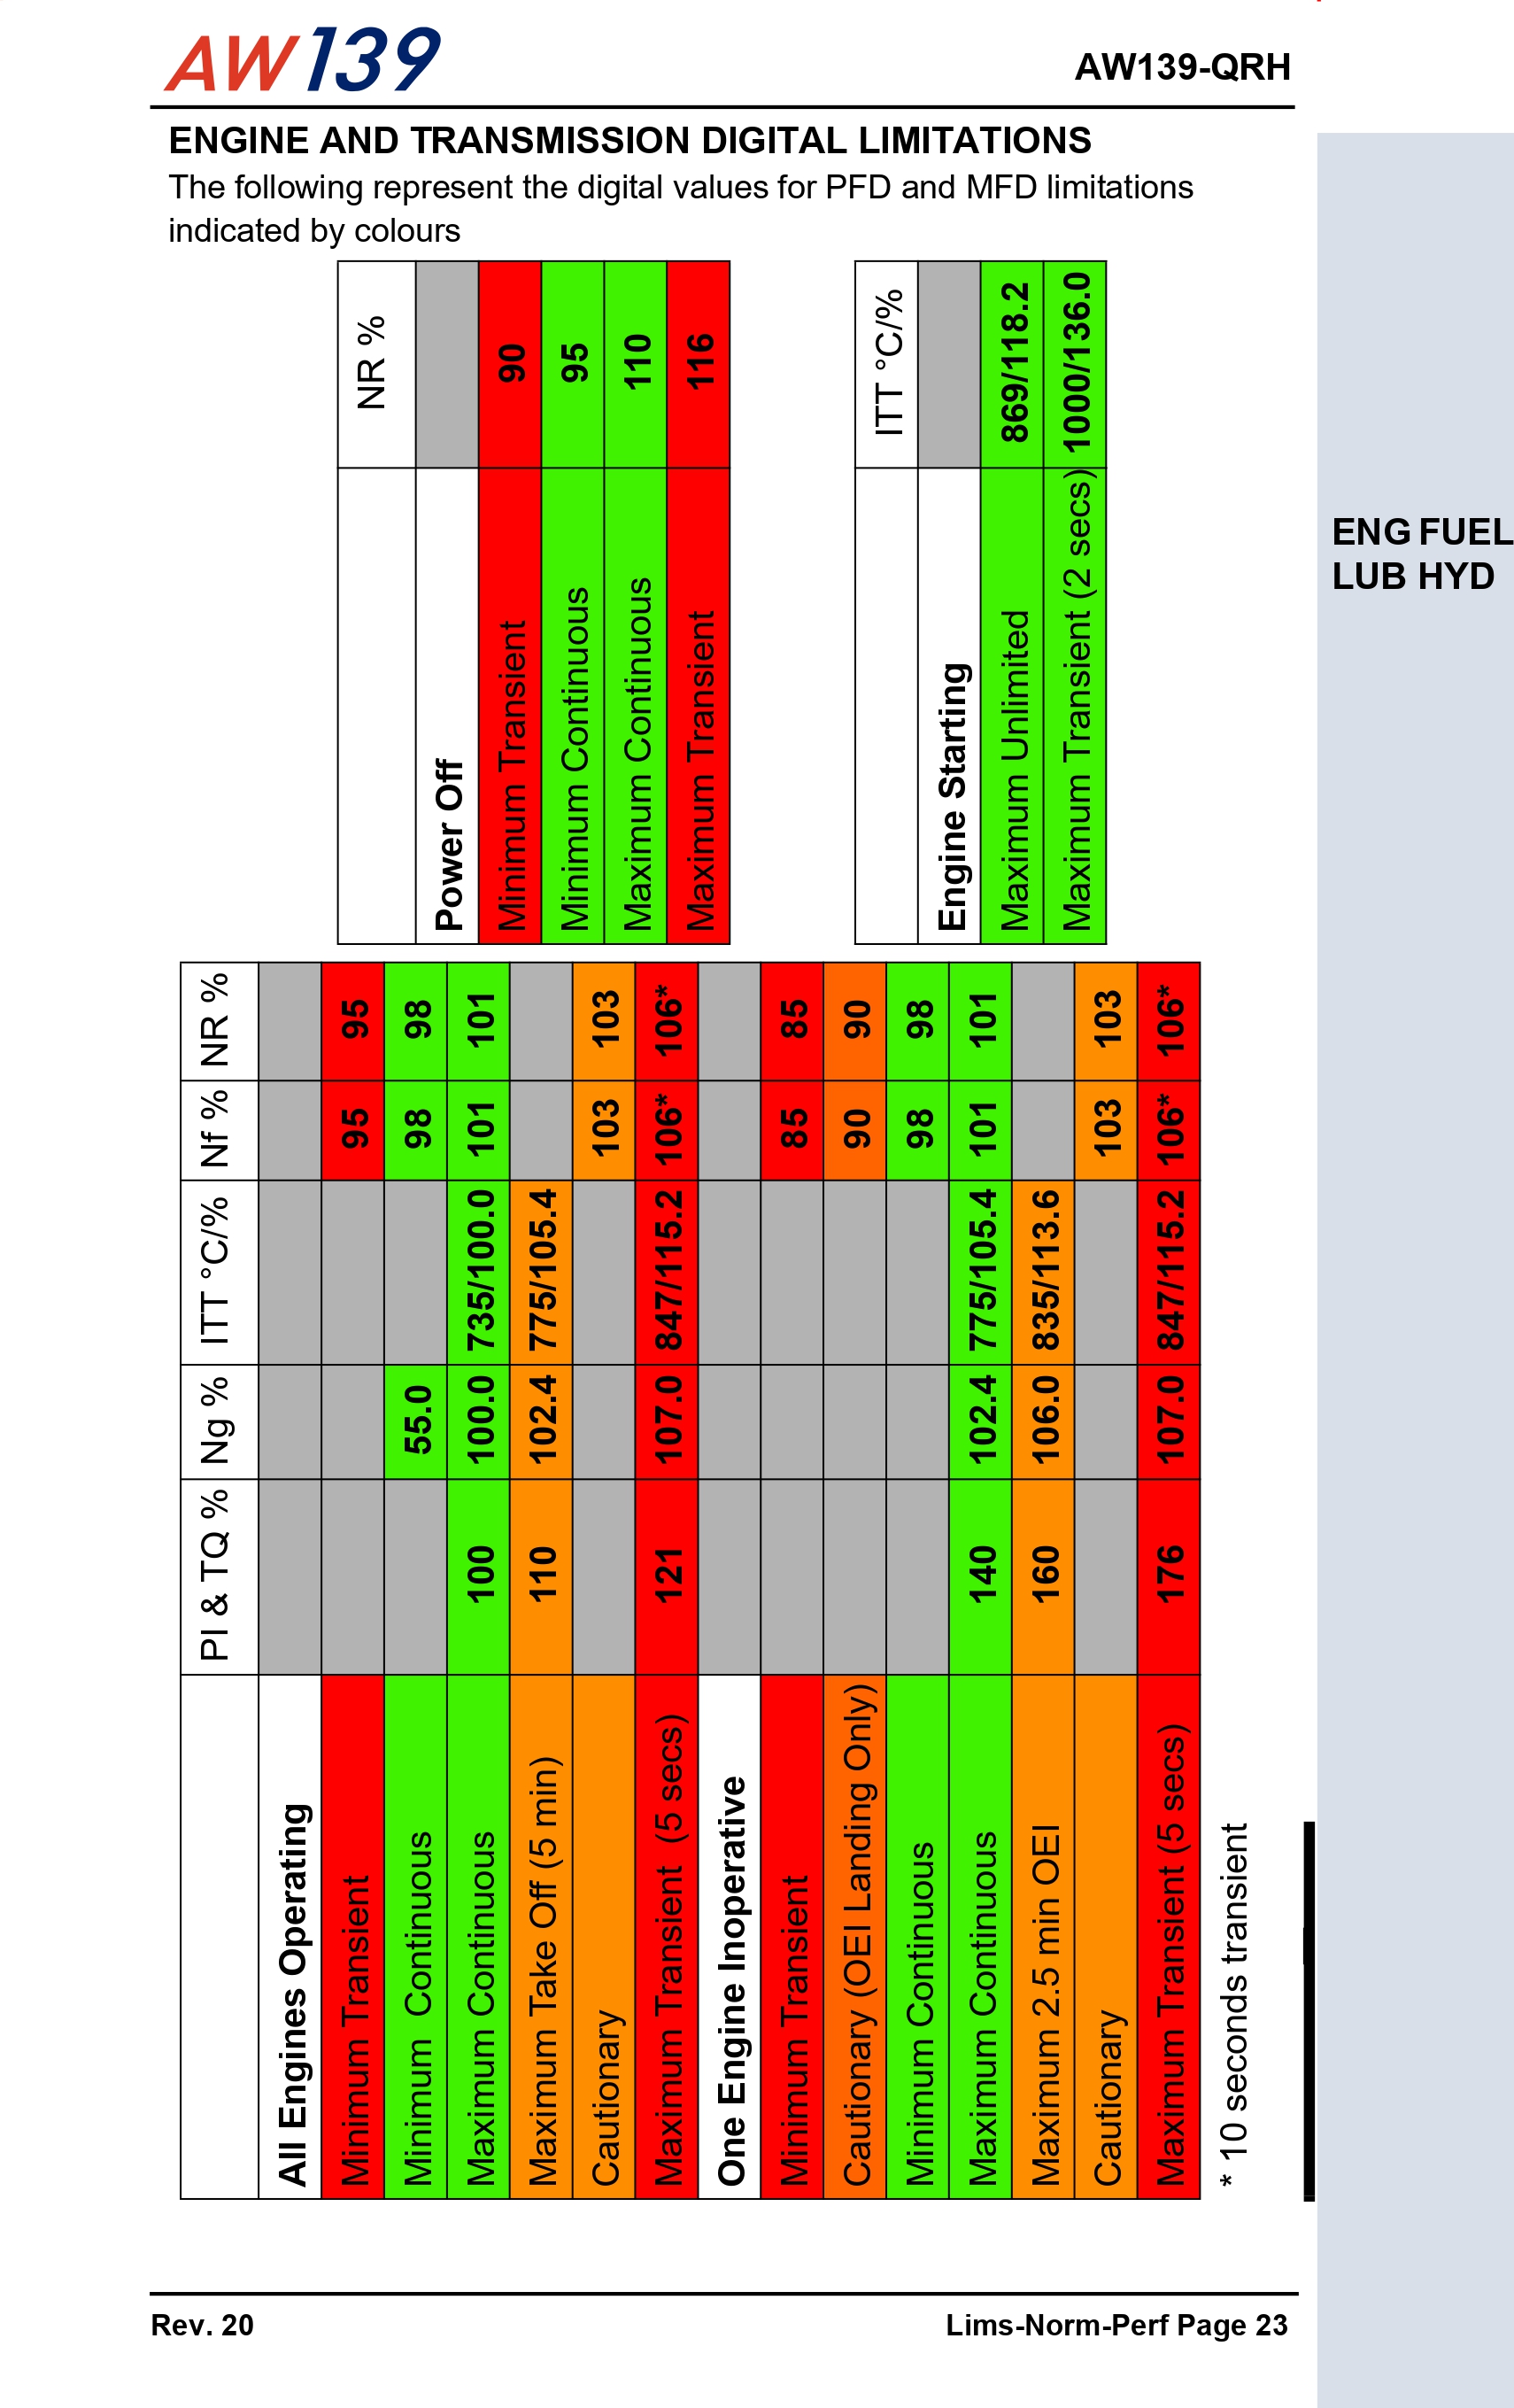 AW139
AW139-QRH
ENGINE AND TRANSMISSION DIGITAL LIMITATIONS
The following represent the digital values for PFD and MFD limitations
indicated by colours
PI & TQ % Ng % ITT °C/% Nf % NR %
All Engines Operating
Minimum Transient 95 95
Minimum Continuous 55.0 98 98
Maximum Continuous 100 100.0 735/100.0 101 101
Maximum Take Off (5 min) 110 102.4 775/105.4
Cautionary 103 103
Maximum Transient (5 secs) 121 107.0 847/115.2 106* 106*
One Engine Inoperative
Minimum Transient 85 85
Cautionary (OEI Landing Only) 90 90
Minimum Continuous 98 98
Maximum Continuous 140 102.4 775/105.4 101 101
Maximum 2.5 min OEI 160 106.0 835/113.6
Cautionary 103 103
Maximum Transient (5 secs) 176 107.0 847/115.2 106* 106*
* 10 seconds transient
NR %
Power Off
Minimum Transient 90
Minimum Continuous 95
Maximum Continuous 110
Maximum Transient 116
ITT °C/%
Engine Starting
Maximum Unlimited 869/118.2
Maximum Transient (2 secs) 1000/136.0
ENG FUEL
LUB HYD
Rev. 20
Lims-Norm-Perf Page 23